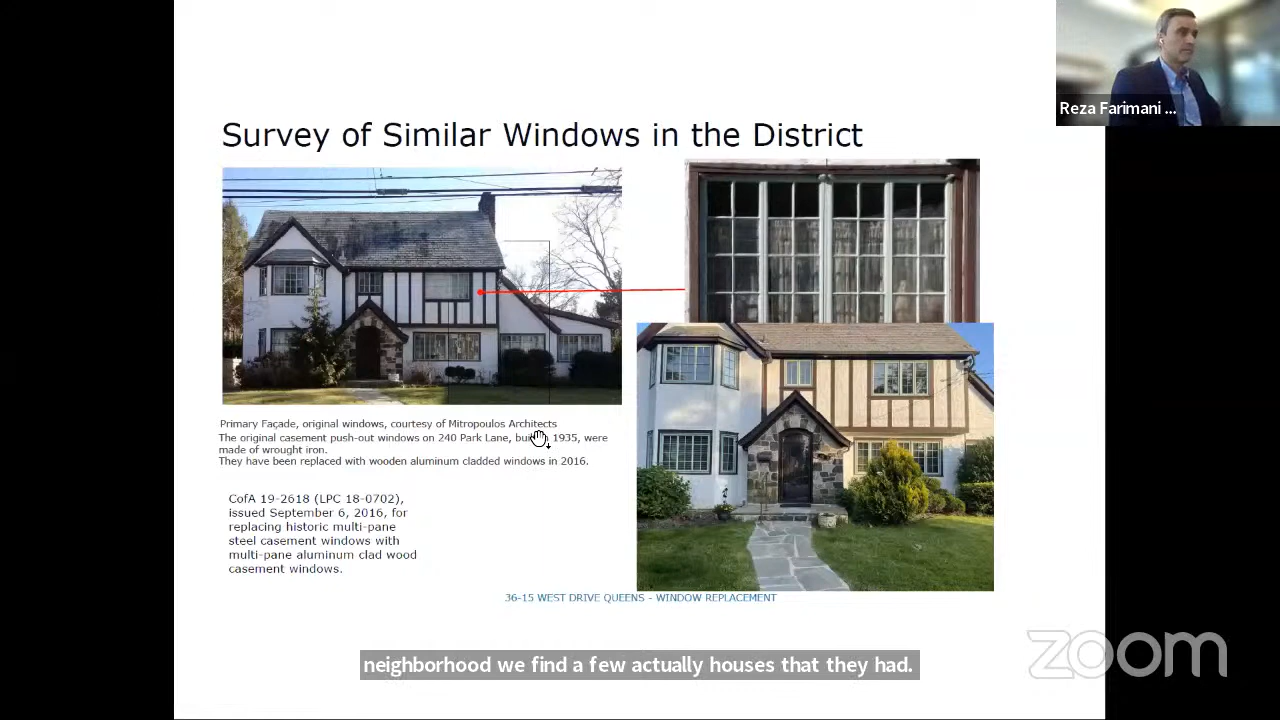 Reza Farimani ...
Survey of Similar Windows in the District
Primary Façade, original windows, courtesy of Mitropoulos Architects
The original casement push-out windows on 240 Park Lane, 1935, were
made of wrought iron.
They have been replaced with wooden aluminum cladded windows in 2016.
CofA 19-2618 (LPC 18-0702),
issued September 6, 2016, for
replacing historic multi-pane
steel casement windows with
multi-pane aluminum clad wood
casement windows.
36-15 WEST DRIVE QUEENS - WINDOW REPLACEMENT
neighborhood we find a few actually houses that they had.
zoom